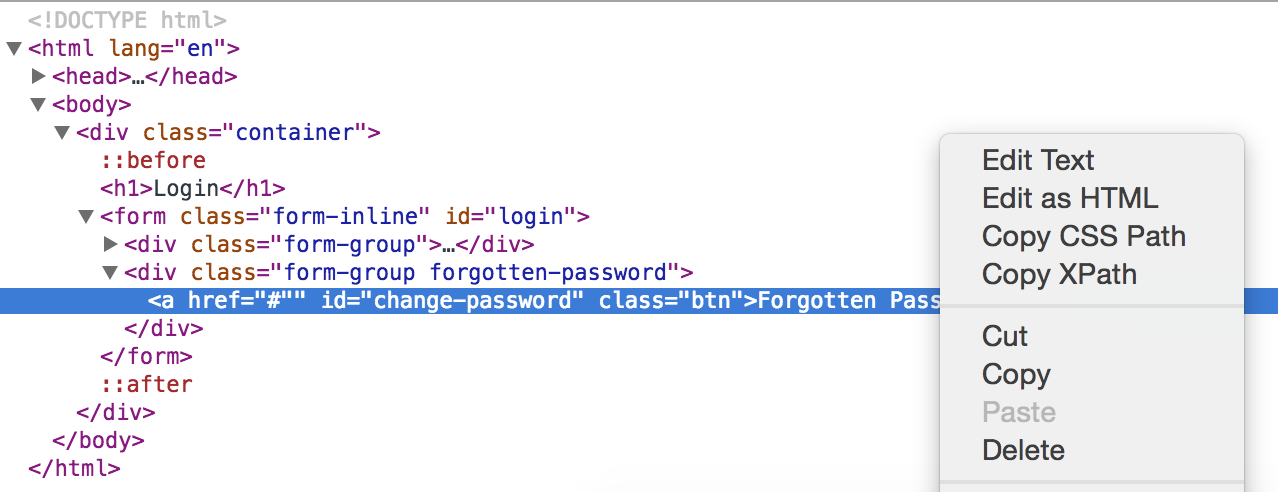 <!DOCTYPE html>
<html lang="en">
<head>…</head>
<body>
<div class="container">
::before
<h1>Login</h1>
<form class="form-inline" id="login">
<div class="form-group">…</div>
<div class="form-group forgotten-password">
<a href="#"" id="change-password" class="btn">Forgotten Pass
</div>
</form>
::after
</div>
</body>
</html>
Edit Text
Edit as HTML
Copy CSS Path
Copy XPath
Cut
Copy
Paste
Delete